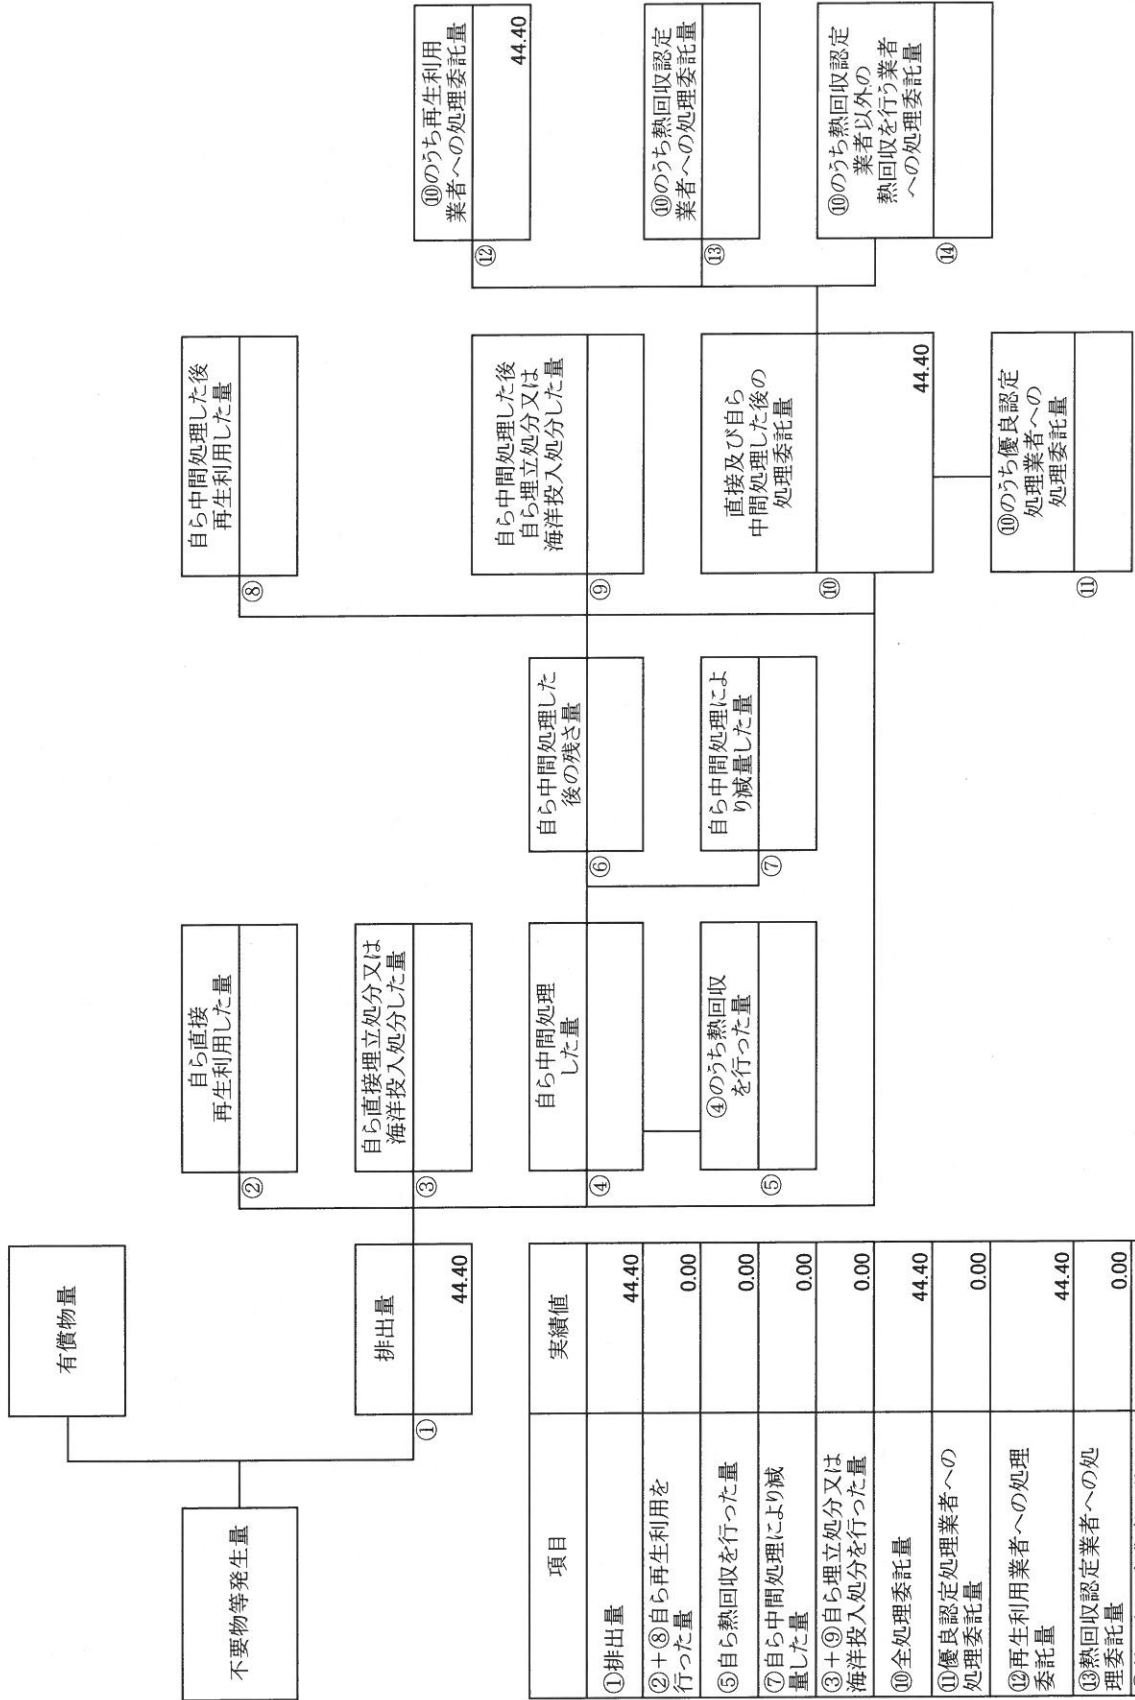 不要物等発生量
有償物量
排出量
①
44.40
自ら直接
再生利用した量
②
自ら直接埋立処分又は
海洋投入処分した量
③
自ら中間処理
した量
④
④のうち熱回収
を行った量
⑤
自ら中間処理した
後の残さ量
⑥
自ら中間処理によ
り減量した量
⑦
自ら中間処理した後
再生利用した量
⑧
自ら中間処理した後
自ら埋立処分又は
海洋投入処分した量
⑨
直接及び自ら
中間処理した後の
処理委託量
⑩
44.40
⑩のうち優良認定
処理業者への
処理委託量
⑪
⑩のうち再生利用
業者への処理委託量
⑫
44.40
⑩のうち熱回収認定
業者への処理委託量
⑬
⑩のうち熱回収認定
業者以外の
熱回収を行う業者
への処理委託量
⑭
項目 実績値
①排出量 44.40
②+⑧自ら再生利用を
行った量 0.00
⑤自ら熱回収を行った量 0.00
⑦自ら中間処理により減
量した量 0.00
③+⑨自ら埋立処分又は
海洋投入処分を行った量 0.00
⑩全処理委託量 44.40
⑪優良認定処理業者への
処理委託量 0.00
⑫再生利用業者への処理
委託量 44.40
⑬熱回収認定業者への処
理委託量 0.00